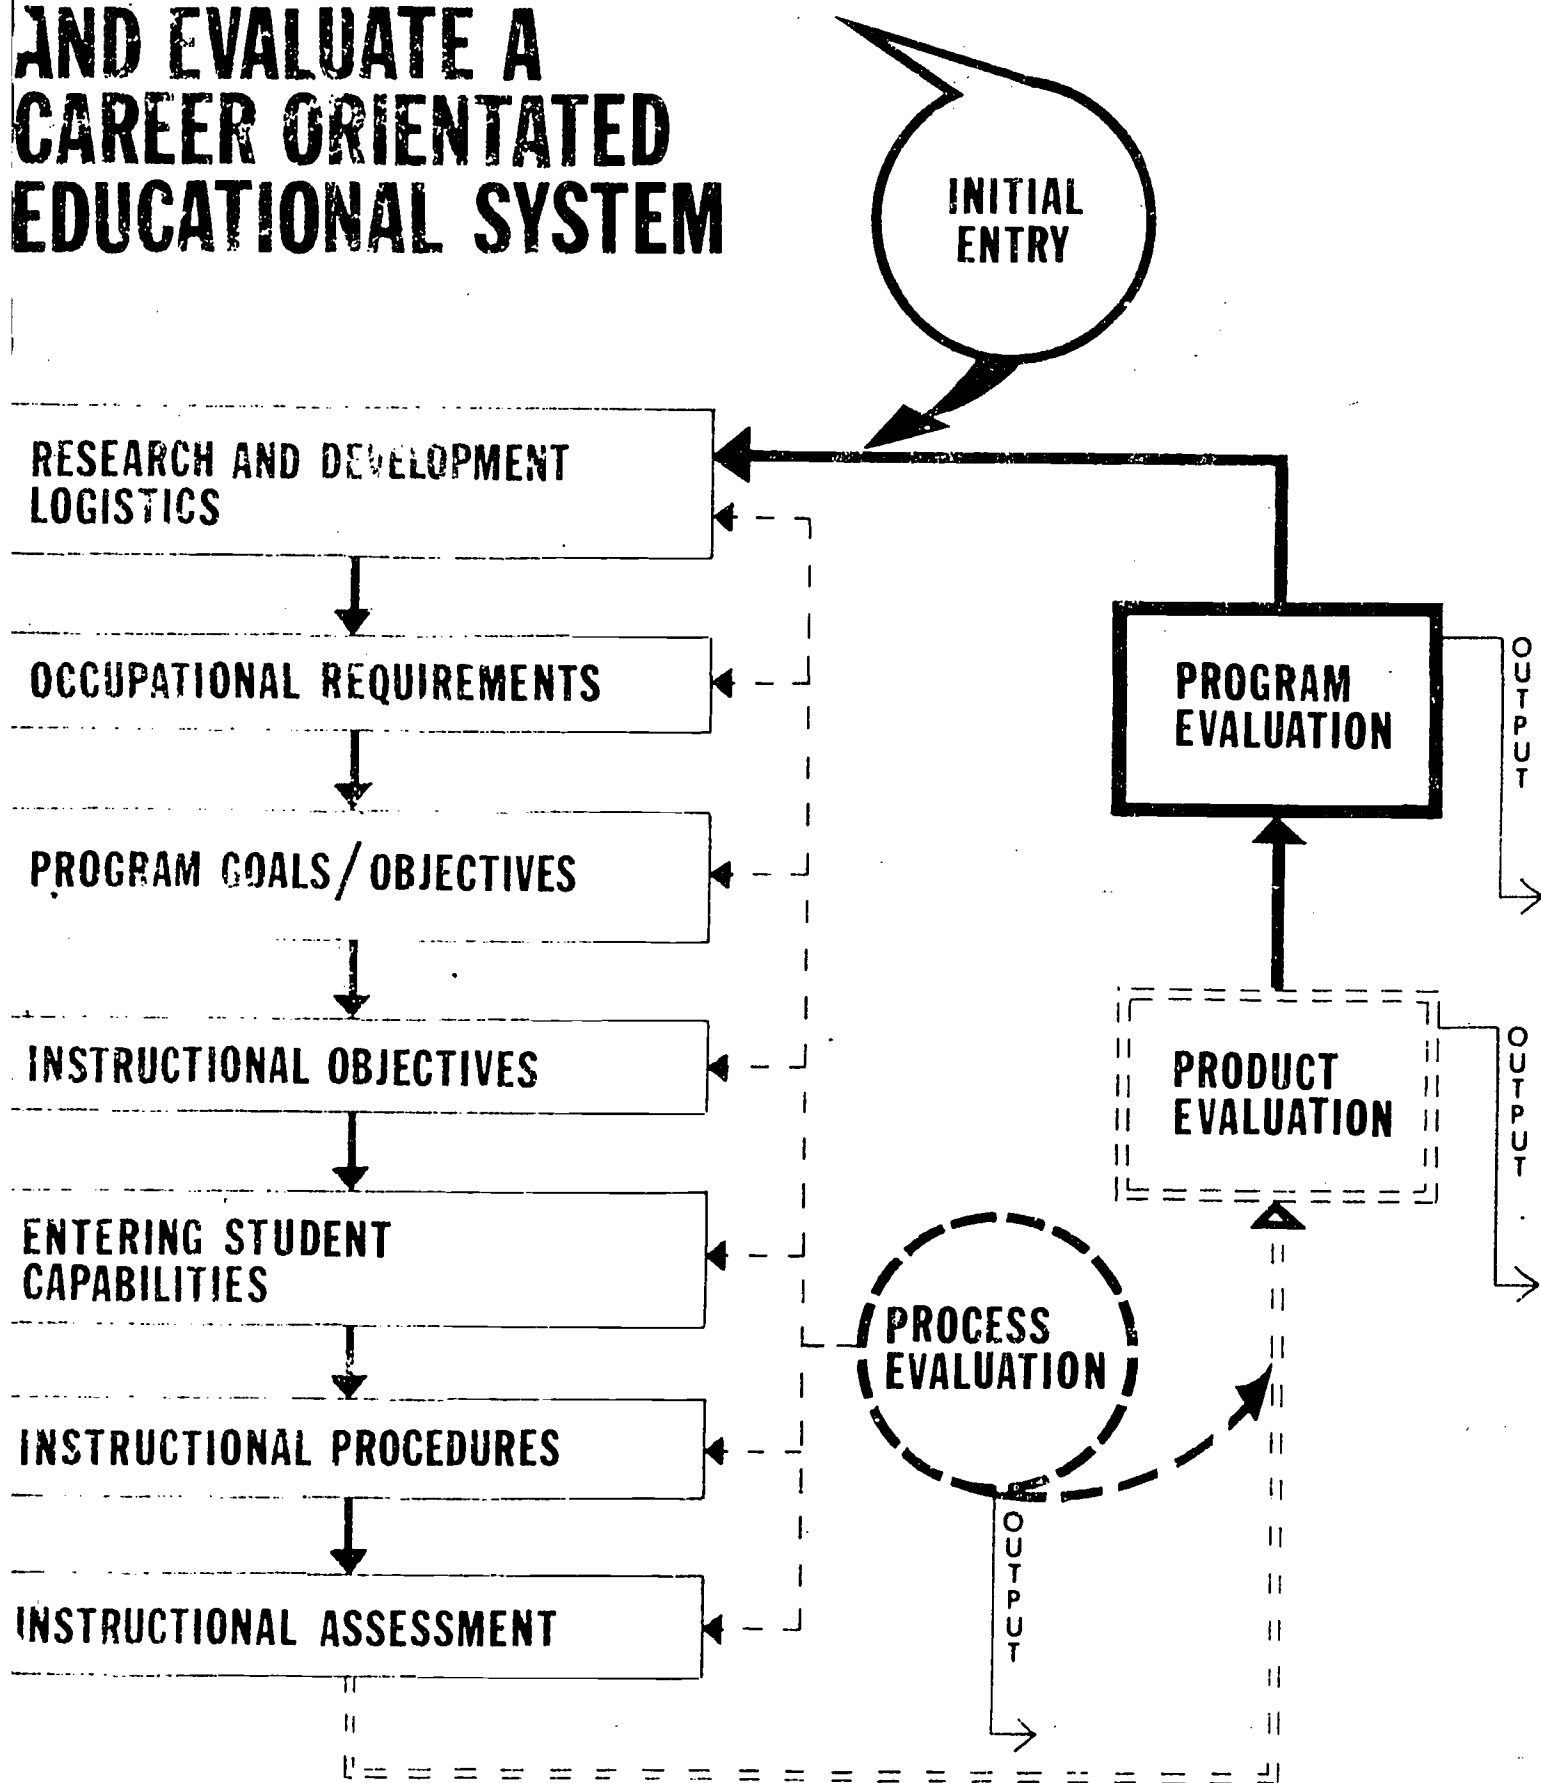 AND EVALUATE A
CAREER ORIENTATED
EDUCATIONAL SYSTEM
INITIAL
ENTRY
RESEARCH AND DEVELOPMENT
LOGISTICS
OCCUPATIONAL REQUIREMENTS
PROGRAM GOALS/OBJECTIVES
INSTRUCTIONAL OBJECTIVES
ENTERING STUDENT
CAPABILITIES
INSTRUCTIONAL PROCEDURES
INSTRUCTIONAL ASSESSMENT
PROGRAM
EVALUATION
OUTPUT
PRODUCT
EVALUATION
OUTPUT
PROCESS
EVALUATION
OUTPUT